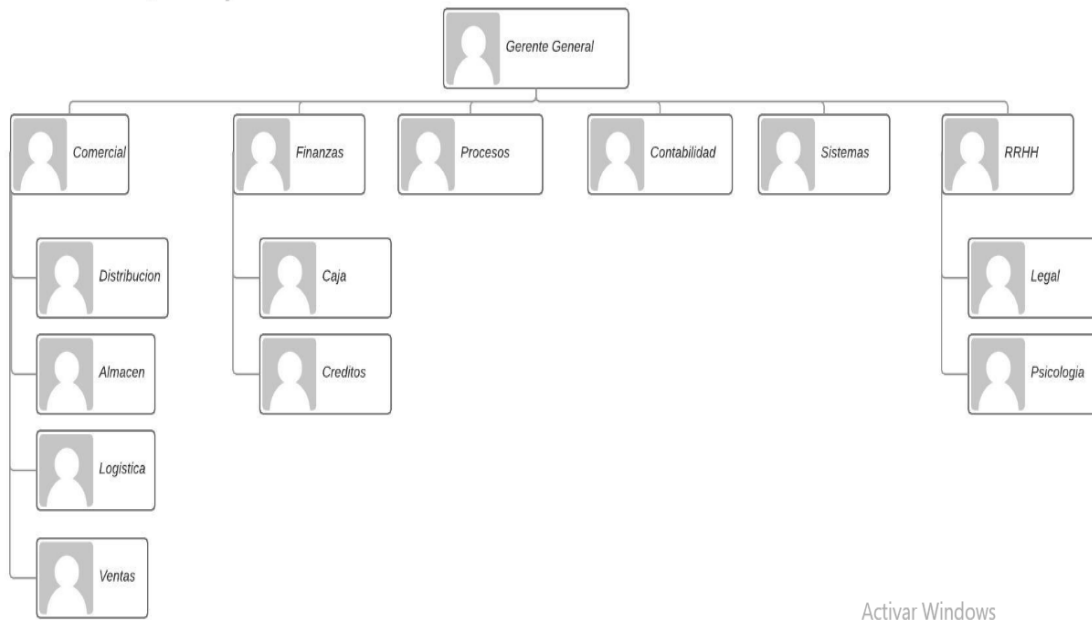 Gerente General
Comercial
Finanzas
Procesos
Contabilidad
Sistemas
RRHH
Distribucion
Caja
Legal
Almacen
Creditos
Psicologia
Logistica
Ventas
Activar Windows